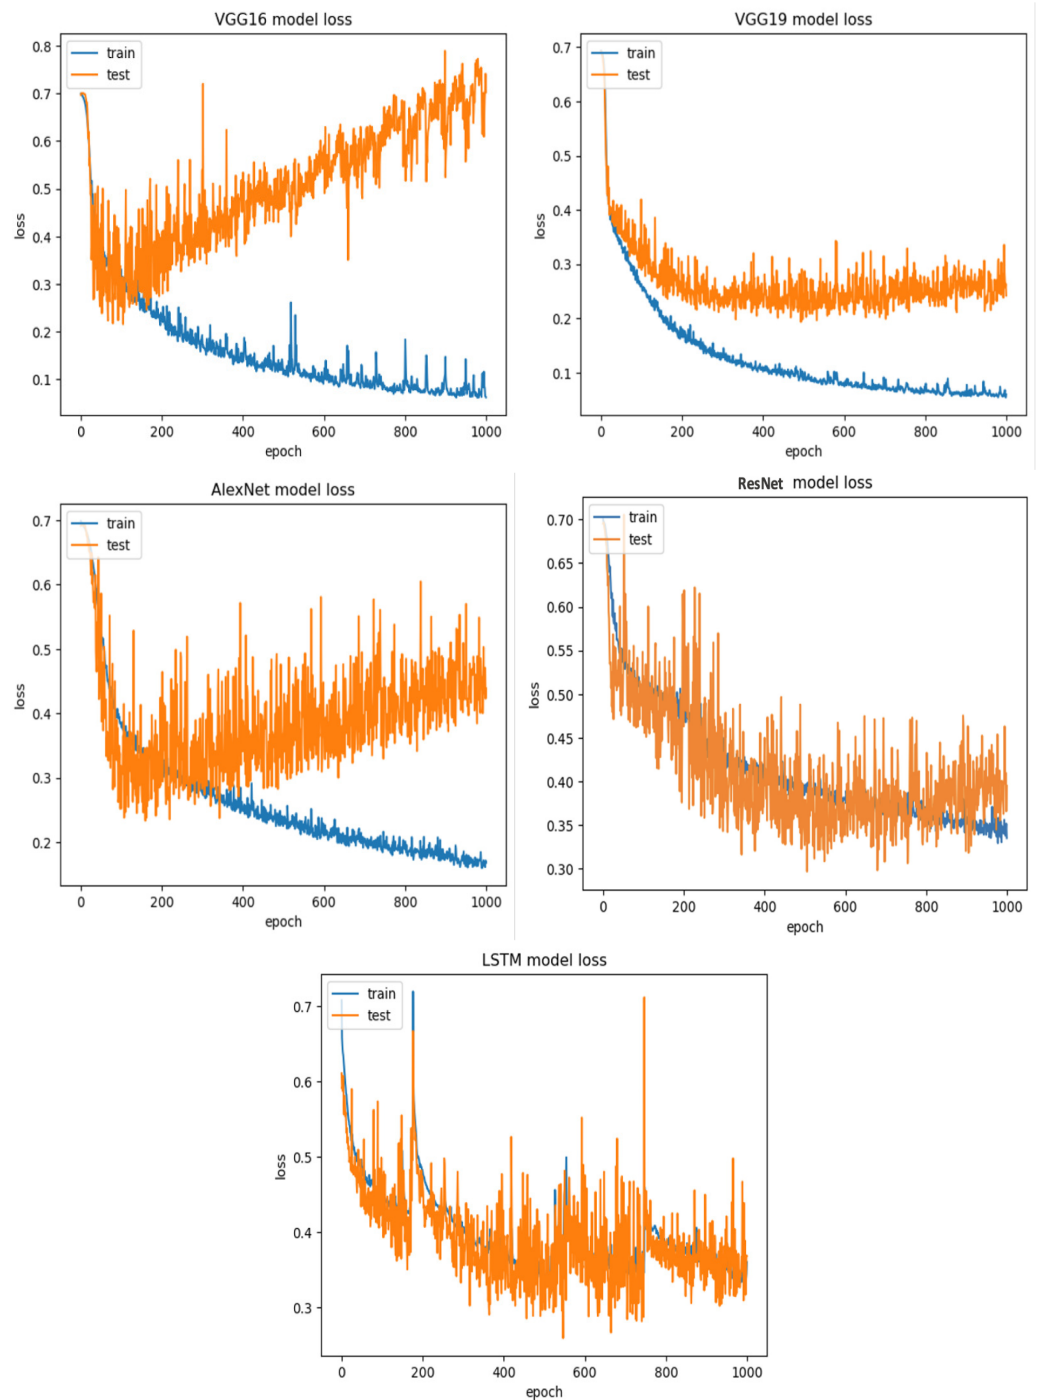 VGG16 model loss
train
test
0.8
0.7
0.6
0.5
0.4
0.3
0.2
0.1
loss
0 200 400 600 800 1000
epoch
VGG19 model loss
train
test
0.7
0.6
0.5
0.4
0.3
0.2
0.1
loss
0 200 400 600 800 1000
epoch
AlexNet model loss
train
test
0.7
0.6
0.5
0.4
0.3
0.2
loss
0 200 400 600 800 1000
epoch
ResNet model loss
train
test
0.70
0.65
0.60
0.55
0.50
0.45
0.40
0.35
0.30
loss
0 200 400 600 800 1000
epoch
LSTM model loss
train
test
0.7
0.6
0.5
0.4
0.3
loss
0 200 400 600 800 1000
epoch